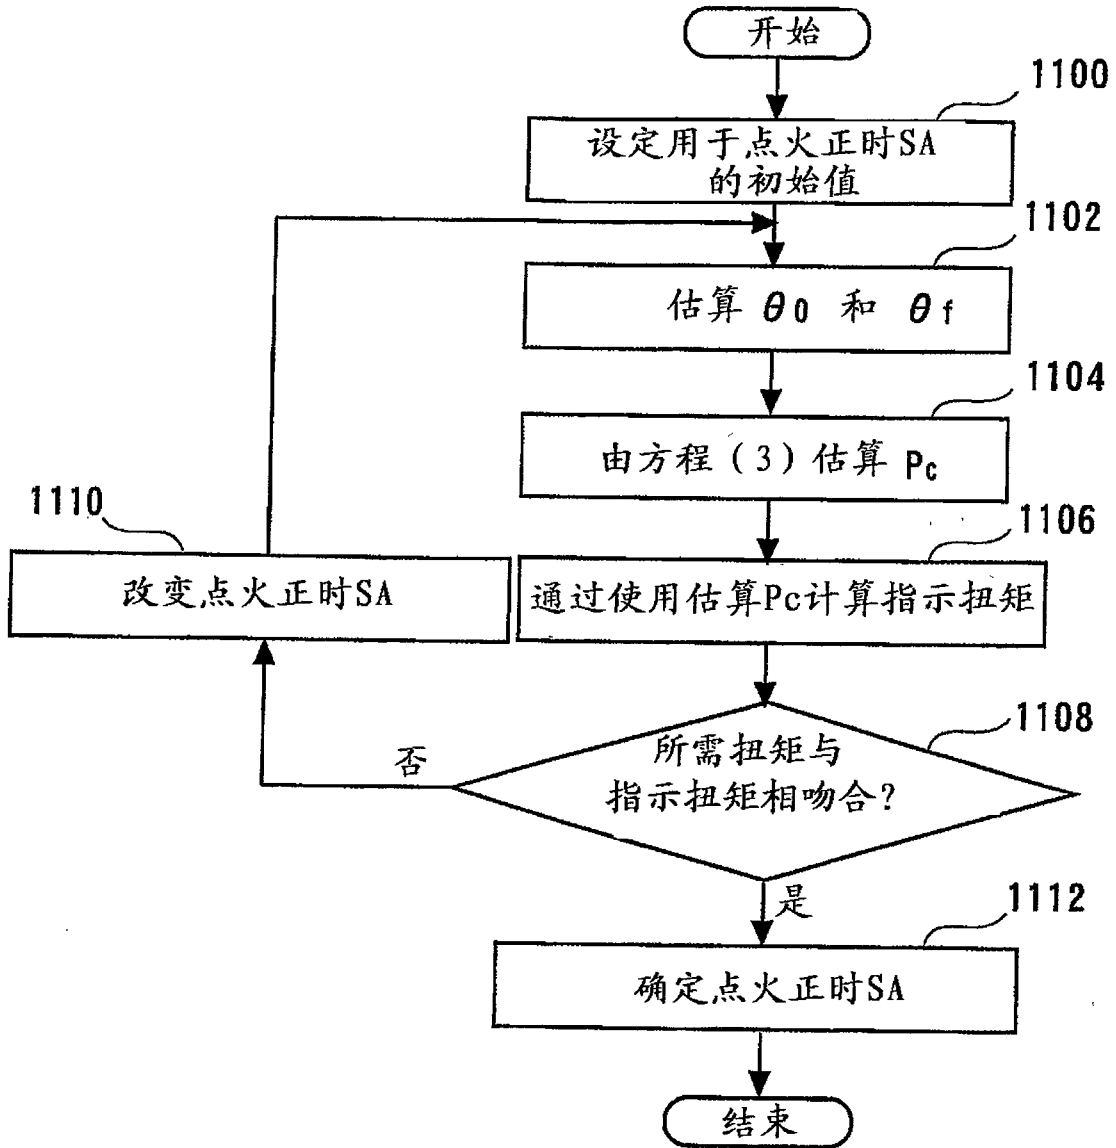 开始
1100
设定用于点火正时SA
的初始值
1102
估算 θ0 和 θf
1104
由方程（3）估算 Pc
1110
1106
改变点火正时SA
通过使用估算Pc计算指示扭矩
1108
所需扭矩与
指示扭矩相吻合？
否
是
1112
确定点火正时SA
结束